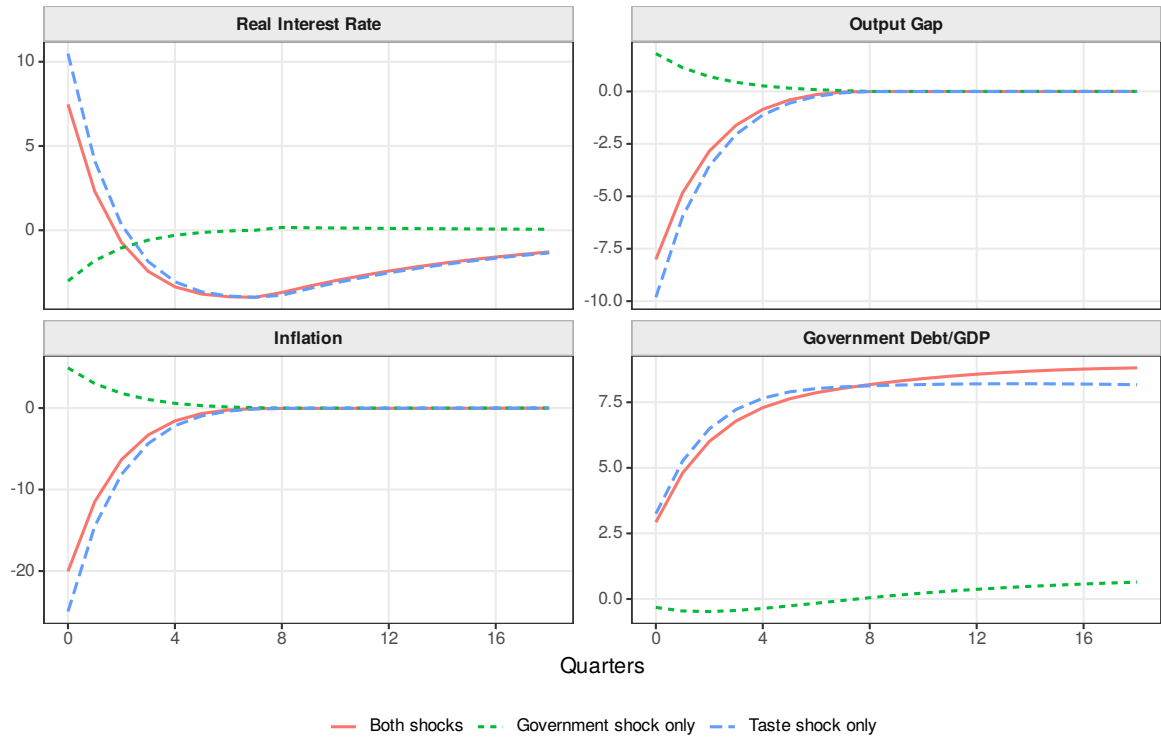 Real Interest Rate
Output Gap
10
5
0
0.0
-2.5
-5.0
-7.5
-10.0
Inflation
Government Debt/GDP
0
-10
-20
7.5
5.0
2.5
0.0
0 4 8 12 16
0 4 8 12 16
Quarters
Both shocks Government shock only Taste shock only